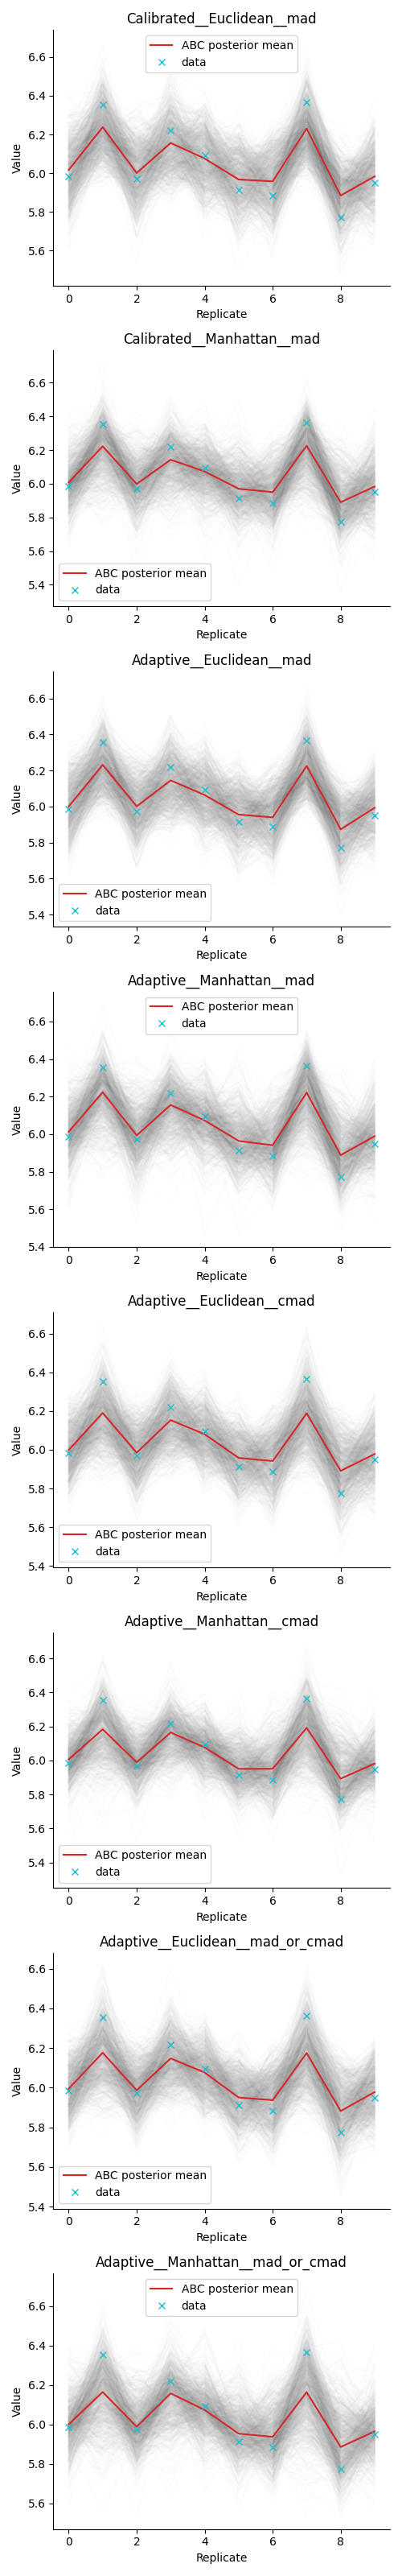 Calibrated__Euclidean__mad
ABC posterior mean
data
6.6
6.4
6.2
6.0
5.8
5.6
Value
0 2 4 6 8
Replicate
Calibrated__Manhattan__mad
6.6
6.4
6.2
6.0
5.8
5.6
5.4
Value
ABC posterior mean
data
0 2 4 6 8
Replicate
Adaptive__Euclidean__mad
6.6
6.4
6.2
6.0
5.8
5.6
5.4
Value
ABC posterior mean
data
0 2 4 6 8
Replicate
Adaptive__Manhattan__mad
ABC posterior mean
data
6.6
6.4
6.2
6.0
5.8
5.6
5.4
Value
0 2 4 6 8
Replicate
Adaptive__Euclidean__cmad
6.6
6.4
6.2
6.0
5.8
5.6
5.4
Value
ABC posterior mean
data
0 2 4 6 8
Replicate
Adaptive__Manhattan__cmad
6.6
6.4
6.2
6.0
5.8
5.6
5.4
Value
ABC posterior mean
data
0 2 4 6 8
Replicate
Adaptive__Euclidean__mad_or_cmad
6.6
6.4
6.2
6.0
5.8
5.6
5.4
Value
ABC posterior mean
data
0 2 4 6 8
Replicate
Adaptive__Manhattan__mad_or_cmad
ABC posterior mean
data
6.6
6.4
6.2
6.0
5.8
5.6
Value
0 2 4 6 8
Replicate